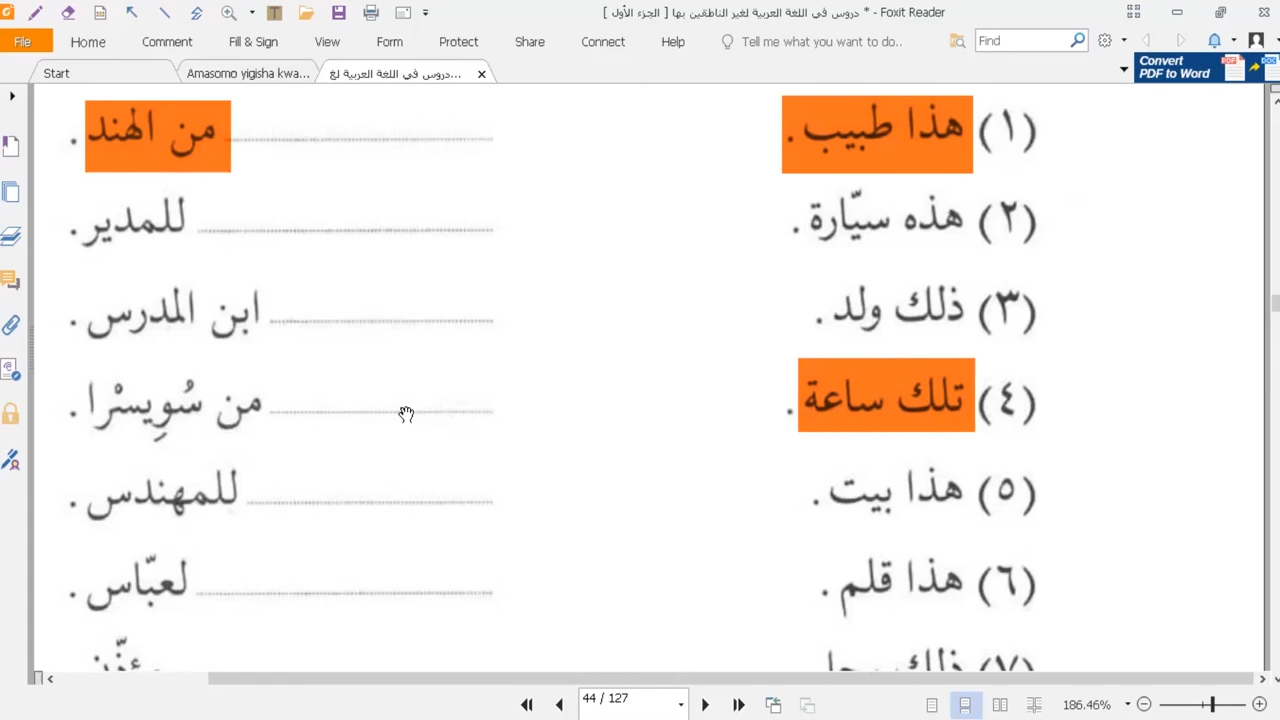 دروس في اللغة العربية لغير الناطقين بها [ الجزء الأول ] * - Foxit Reader
File Home Comment Fill & Sign View Form Protect Share Connect Help Tell me what you want to do.. Find
Start Amasomo yigisha kwa... دروس في اللغة العربية لغ... Convert PDF to Word
(١) هذا طبيب . من الهند .
(٢) هذه سيّارة . للمدير .
(٣) ذلك ولد . ابن المدرس .
(٤) تلك ساعة . من سُوِيسْرا .
(٥) هذا بيت . للمهندس .
(٦) هذا قلم . لعبّاس .
(٧) ذلك
44 / 127 186.46%